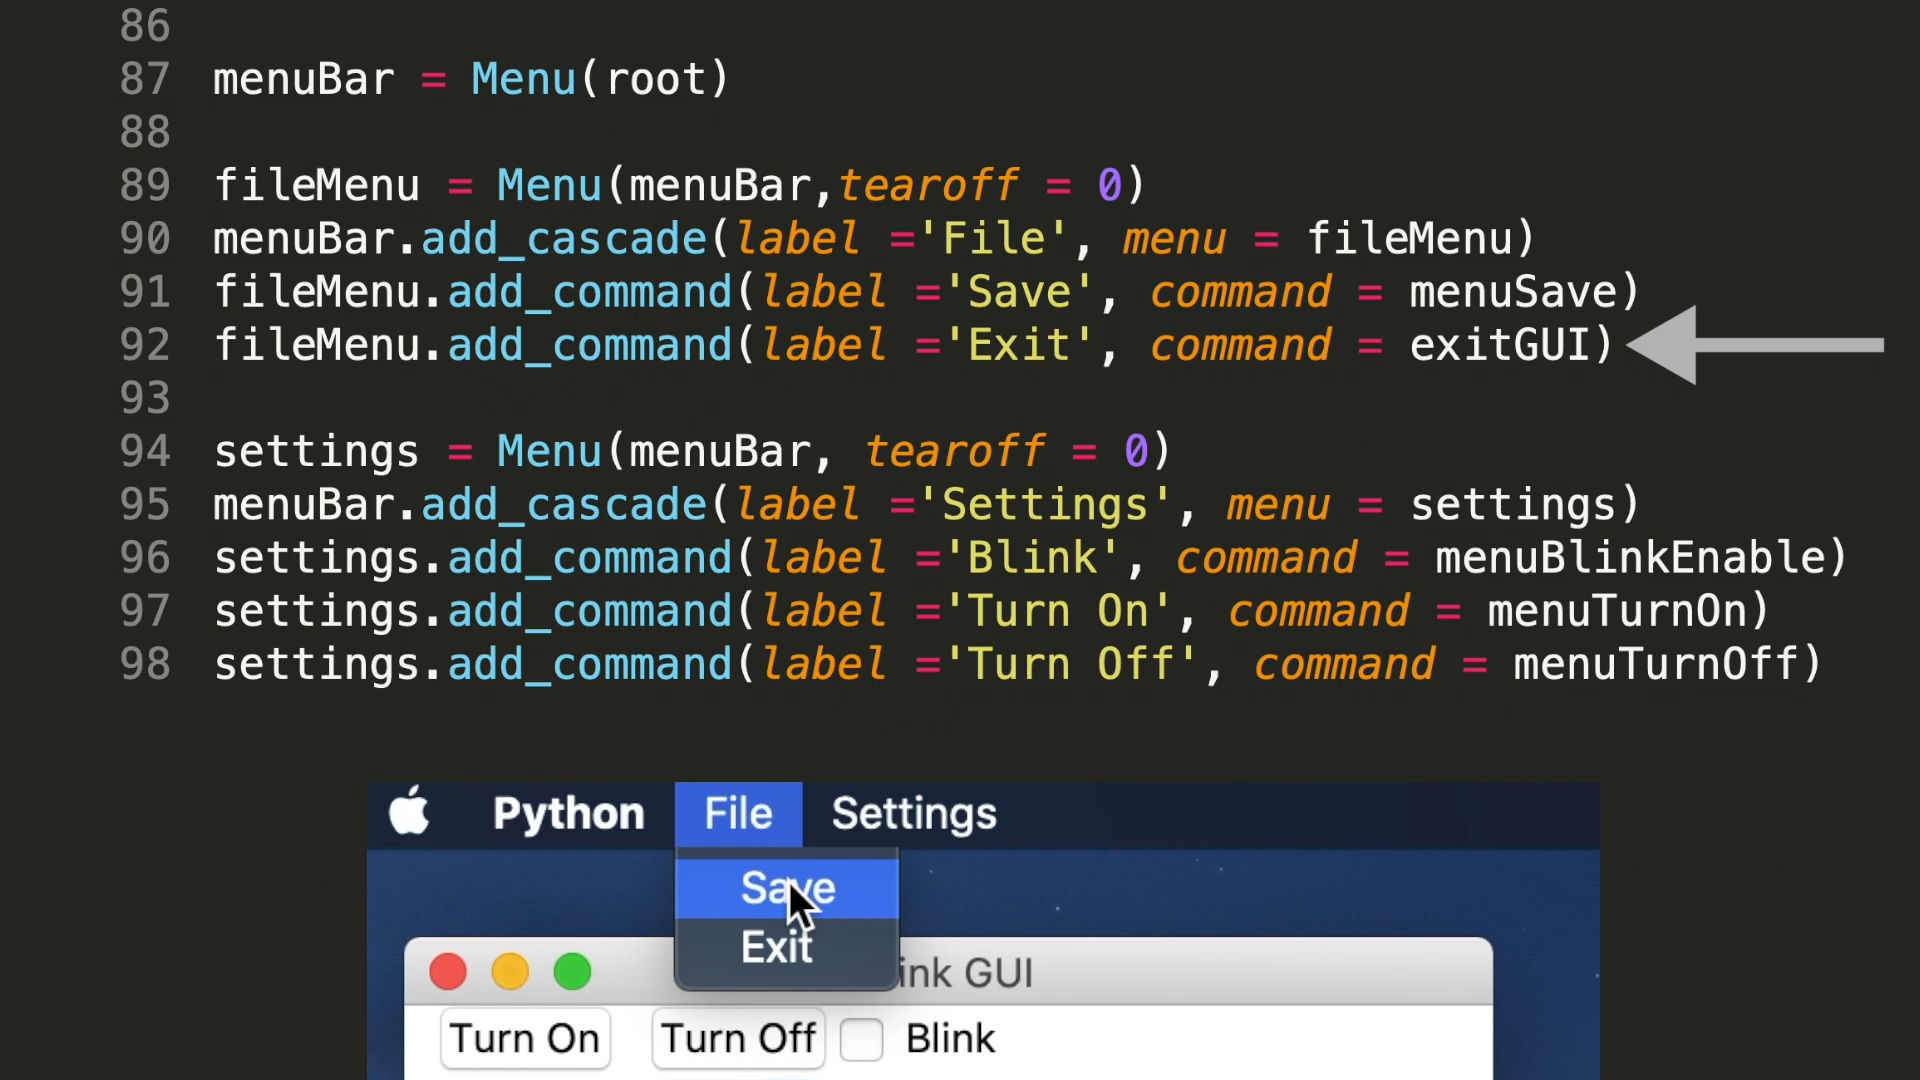 86
87 menuBar = Menu(root)
88
89 fileMenu = Menu(menuBar,tearoff = 0)
90 menuBar.add_cascade(label ='File', menu = fileMenu)
91 fileMenu.add_command(label ='Save', command = menuSave)
92 fileMenu.add_command(label ='Exit', command = exitGUI)
93
94 settings = Menu(menuBar, tearoff = 0)
95 menuBar.add_cascade(label ='Settings', menu = settings)
96 settings.add_command(label ='Blink', command = menuBlinkEnable)
97 settings.add_command(label ='Turn On', command = menuTurnOn)
98 settings.add_command(label ='Turn Off', command = menuTurnOff)
Python File Settings
Save
Exit
ink GUI
Turn On Turn Off Blink